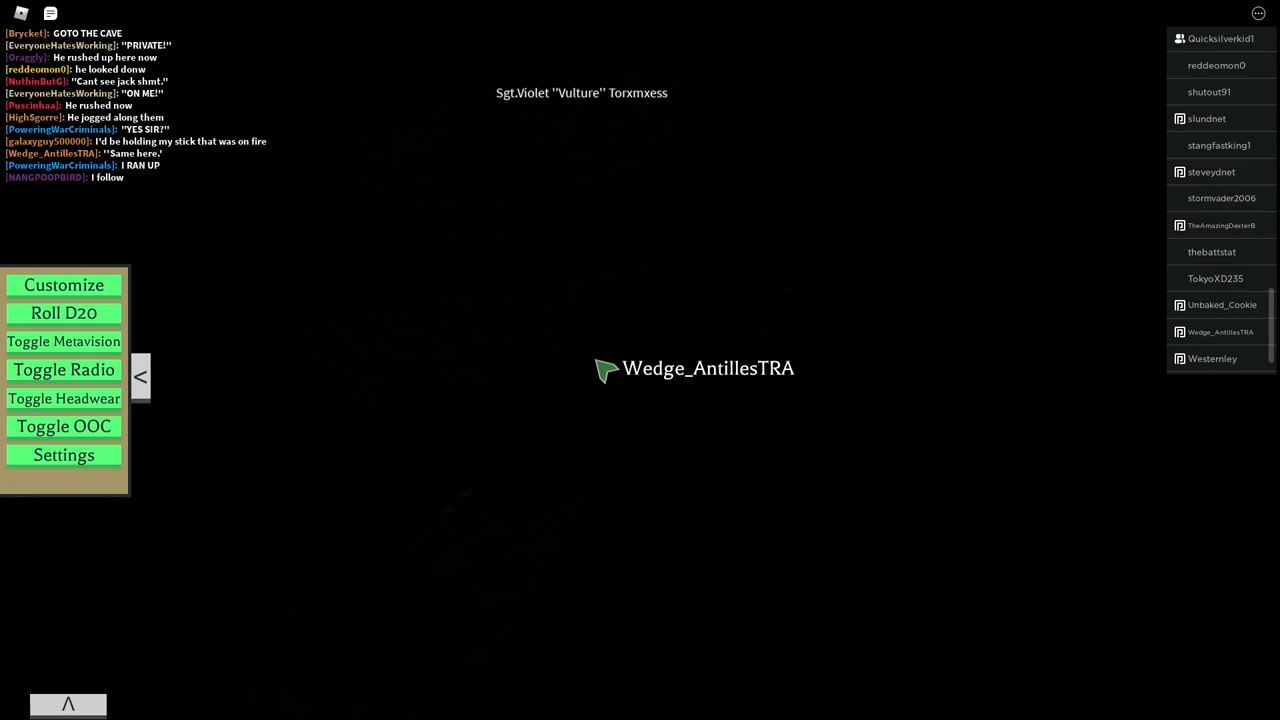 [Brycket]: GOTO THE CAVE
[EveryoneHatesWorking]: "PRIVATE!"
[Oraggly]: He rushed up here now
[reddeomon0]: he looked donw
[NuthinButG]: "Cant see jack shmt."
[EveryoneHatesWorking]: "ON ME!"
[Puscinhaa]: He rushed now
[HighSgorre]: He jogged along them
[PoweringWarCriminals]: "YES SIR?"
[galaxyguy500000]: I'd be holding my stick that was on fire
[Wedge_AntillesTRA]: ''Same here.'
[PoweringWarCriminals]: I RAN UP
[NANGPOOPBIRD]: I follow
Sgt.Violet "Vulture" Torxmxess
Wedge_AntillesTRA
Customize
Roll D20
Toggle Metavision
Toggle Radio
Toggle Headwear
Toggle OOC
Settings
<
^
Quicksilverkid1
reddeomon0
shutout91
slundnet
stangfastking1
steveydnet
stormvader2006
TheAmazingDexterB
thebattstat
TokyoXD235
Unbaked_Cookie
Wedge_AntillesTRA
Westernley